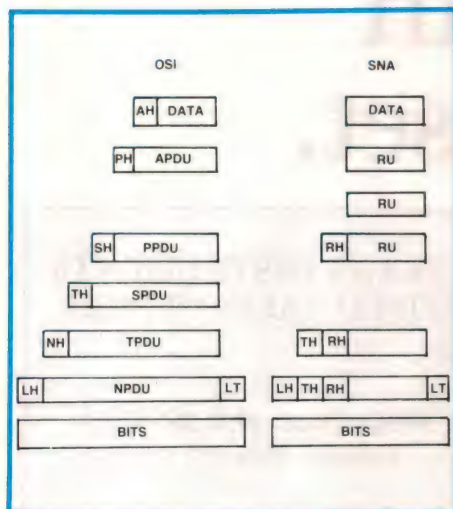 OSI SNA
AH DATA DATA
PH APDU RU
RU
SH PPDU RH RU
TH SPDU
NH TPDU TH RH
LH NPDU LT LH TH RH LT
BITS BITS